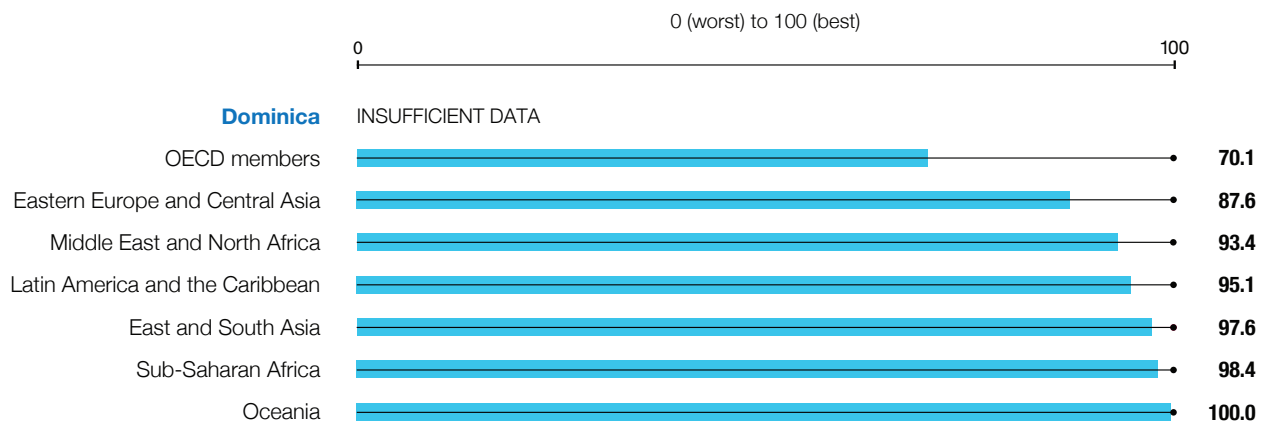 0 (worst) to 100 (best)
0 100
Dominica INSUFFICIENT DATA
OECD members 70.1
Eastern Europe and Central Asia 87.6
Middle East and North Africa 93.4
Latin America and the Caribbean 95.1
East and South Asia 97.6
Sub-Saharan Africa 98.4
Oceania 100.0